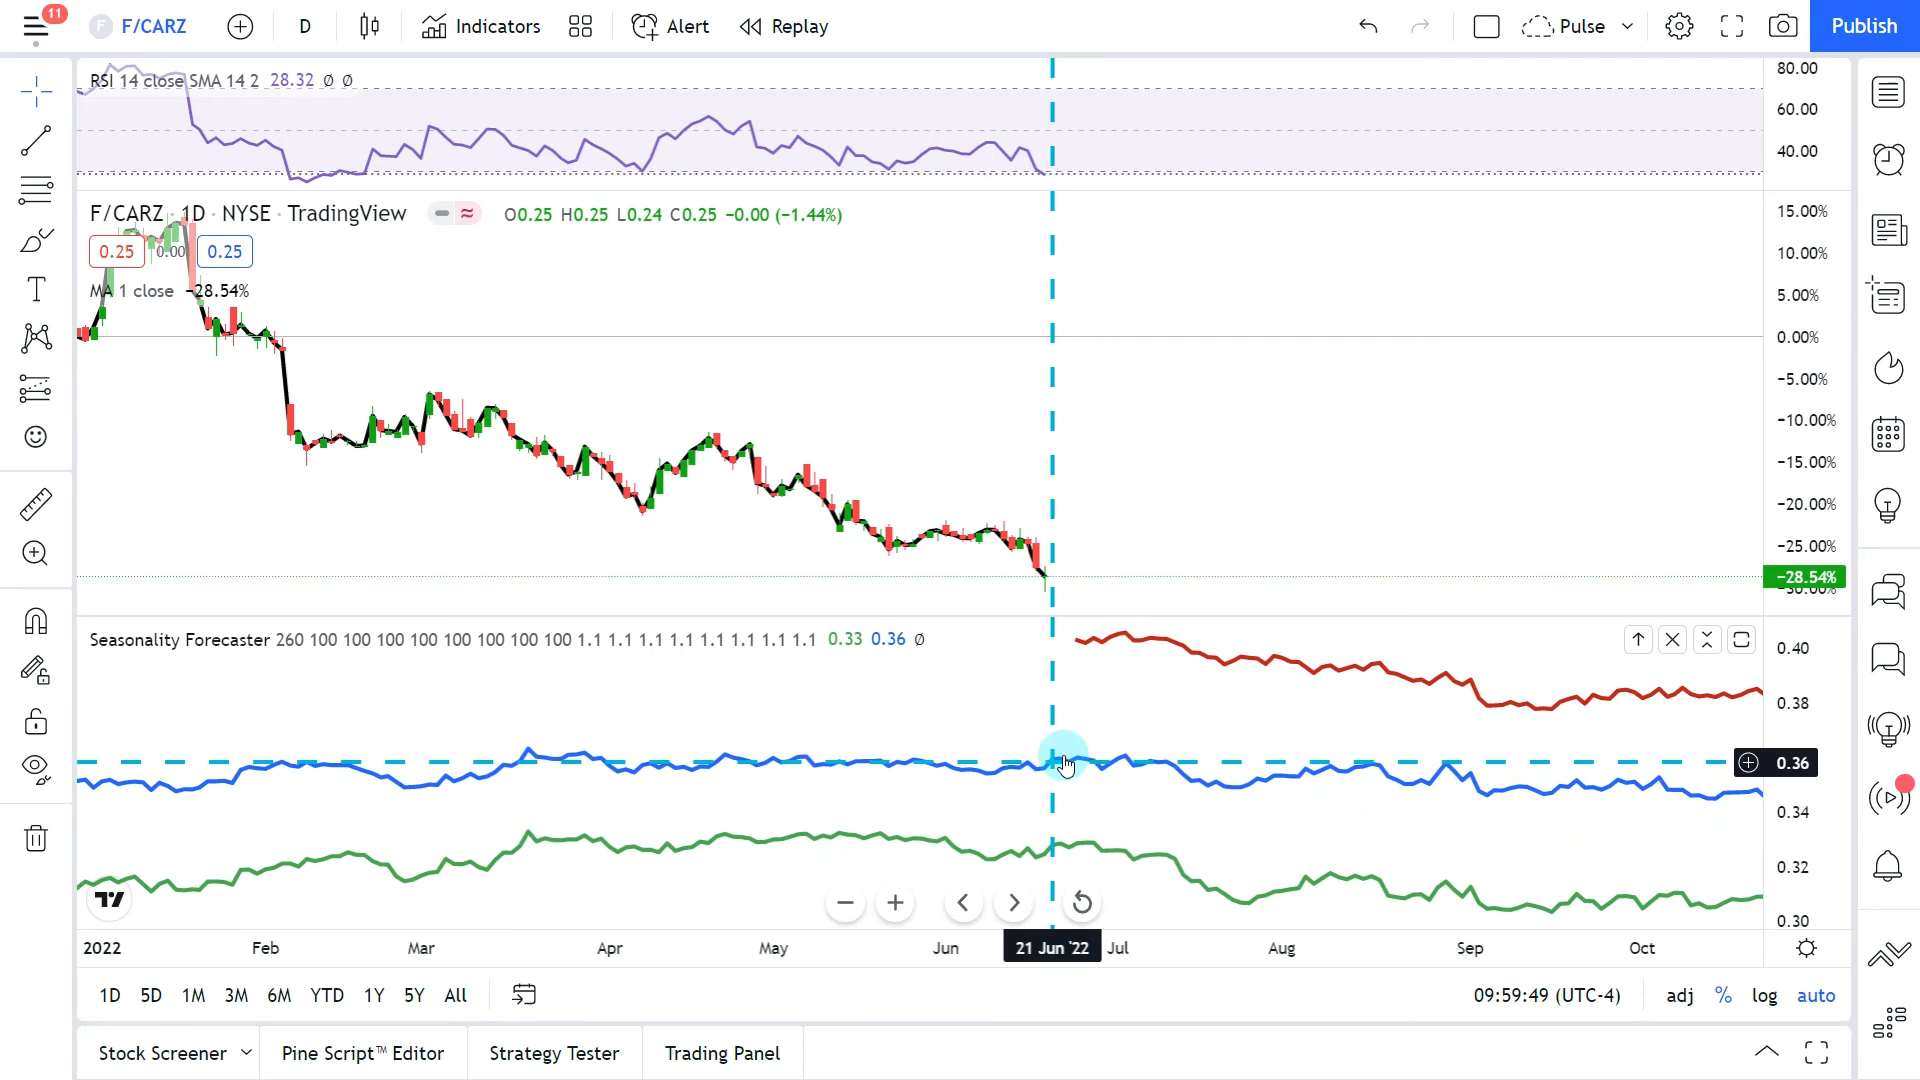 11
F F/CARZ D Indicators Alert Replay Pulse Publish
RSI 14 close SMA 14 2 28.32 Ø Ø
80.00
60.00
40.00
F/CARZ · 1D · NYSE · TradingView O0.25 H0.25 L0.24 C0.25 −0.00 (−1.44%)
0.25 0.00 0.25
MA 1 close −28.54%
15.00%
10.00%
5.00%
0.00%
−5.00%
−10.00%
−15.00%
−20.00%
−25.00%
−28.54%
−30.00%
Seasonality Forecaster 260 100 100 100 100 100 100 100 100 1.1 1.1 1.1 1.1 1.1 1.1 1.1 1.1 0.33 0.36 Ø
0.40
0.38
0.36
0.34
0.32
0.30
2022 Feb Mar Apr May Jun 21 Jun '22 Jul Aug Sep Oct
1D 5D 1M 3M 6M YTD 1Y 5Y All 09:59:49 (UTC-4) adj % log auto
Stock Screener Pine Script™ Editor Strategy Tester Trading Panel